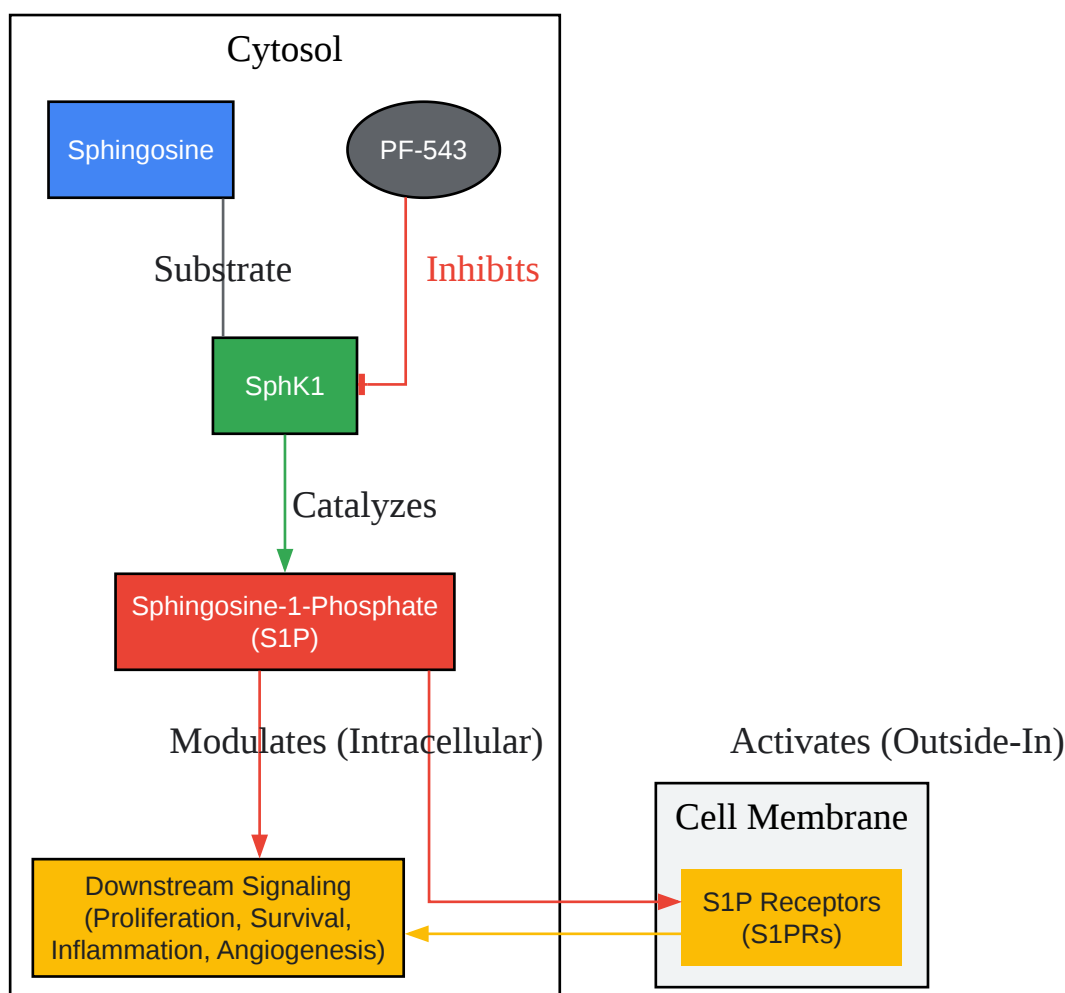 Cytosol
Sphingosine
PF-543
Substrate
Inhibits
SphK1
Catalyzes
Sphingosine-1-Phosphate
(S1P)
Modulates (Intracellular)
Activates (Outside-In)
Cell Membrane
Downstream Signaling
(Proliferation, Survival,
Inflammation, Angiogenesis)
S1P Receptors
(S1PRs)